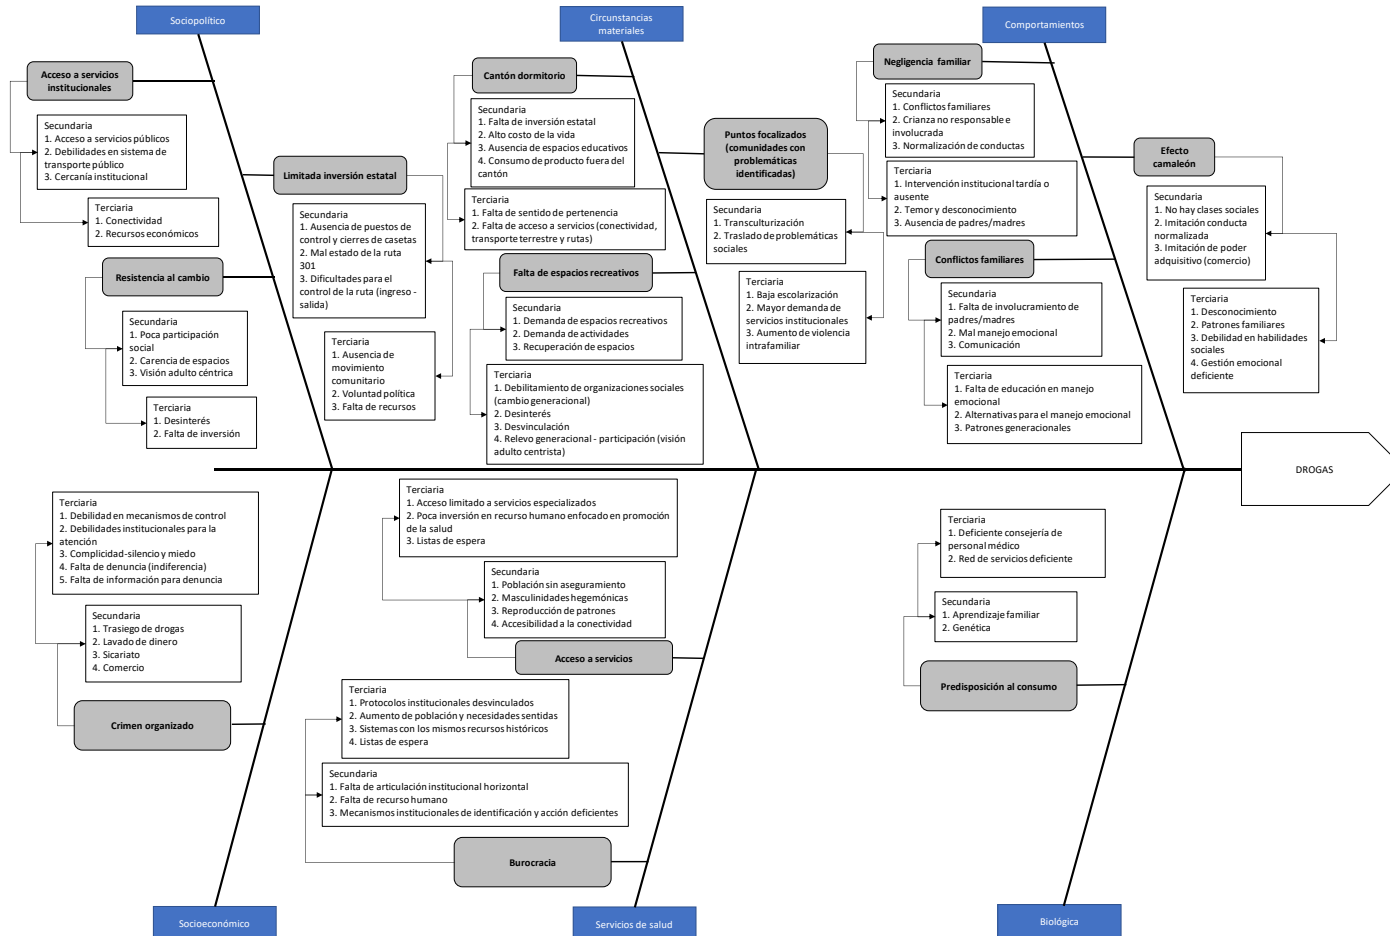 Sociopolítico
Acceso a servicios
institucionales
Secundaria
1. Acceso a servicios públicos
2. Debilidades en sistema de
transporte público
3. Cercanía institucional
Terciaria
1. Conectividad
2. Recursos económicos
Resistencia al cambio
Secundaria
1. Poca participación
social
2. Carencia de espacios
3. Visión adulto céntrica
Terciaria
1. Desinterés
2. Falta de inversión
Limitada inversión estatal
Secundaria
1. Ausencia de puestos de
control y cierres de casetas
2. Mal estado de la ruta
301
3. Dificultades para el
control de la ruta (ingreso -
salida)
Terciaria
1. Ausencia de
movimiento
comunitario
2. Voluntad política
3. Falta de recursos
Circunstancias
materiales
Cantón dormitorio
Secundaria
1. Falta de inversión estatal
2. Alto costo de la vida
3. Ausencia de espacios educativos
4. Consumo de producto fuera del
cantón
Terciaria
1. Falta de sentido de pertenencia
2. Falta de acceso a servicios (conectividad,
transporte terrestre y rutas)
Falta de espacios recreativos
Secundaria
1. Demanda de espacios recreativos
2. Demanda de actividades
3. Recuperación de espacios
Terciaria
1. Debilitamiento de organizaciones sociales
(cambio generacional)
2. Desinterés
3. Desvinculación
4. Relevo generacional - participación (visión
adulto centrista)
Puntos focalizados
(comunidades con
problemáticas
identificadas)
Secundaria
1. Transculturización
2. Traslado de problemáticas
sociales
Terciaria
1. Baja escolarización
2. Mayor demanda de
servicios institucionales
3. Aumento de violencia
intrafamiliar
Comportamientos
Negligencia familiar
Secundaria
1. Conflictos familiares
2. Crianza no responsable e
involucrada
3. Normalización de conductas
Terciaria
1. Intervención institucional tardía o
ausente
2. Temor y desconocimiento
3. Ausencia de padres/madres
Conflictos familiares
Secundaria
1. Falta de involucramiento de
padres/madres
2. Mal manejo emocional
3. Comunicación
Terciaria
1. Falta de educación en manejo
emocional
2. Alternativas para el manejo emocional
3. Patrones generacionales
Efecto
camaleón
Secundaria
1. No hay clases sociales
2. Imitación conducta
normalizada
3. Imitación de poder
adquisitivo (comercio)
Terciaria
1. Desconocimiento
2. Patrones familiares
3. Debilidad en habilidades
sociales
4. Gestión emocional
deficiente
DROGAS
Terciaria
1. Debilidad en mecanismos de control
2. Debilidades institucionales para la
atención
3. Complicidad-silencio y miedo
4. Falta de denuncia (indiferencia)
5. Falta de información para denuncia
Secundaria
1. Trasiego de drogas
2. Lavado de dinero
3. Sicariato
4. Comercio
Crimen organizado
Socioeconómico
Terciaria
1. Acceso limitado a servicios especializados
2. Poca inversión en recurso humano enfocado en promoción
de la salud
3. Listas de espera
Secundaria
1. Población sin aseguramiento
2. Masculinidades hegemónicas
3. Reproducción de patrones
4. Accesibilidad a la conectividad
Acceso a servicios
Terciaria
1. Protocolos institucionales desvinculados
2. Aumento de población y necesidades sentidas
3. Sistemas con los mismos recursos históricos
4. Listas de espera
Secundaria
1. Falta de articulación institucional horizontal
2. Falta de recurso humano
3. Mecanismos institucionales de identificación y acción deficientes
Burocracia
Servicios de salud
Terciaria
1. Deficiente consejería de
personal médico
2. Red de servicios deficiente
Secundaria
1. Aprendizaje familiar
2. Genética
Predisposición al consumo
Biológica